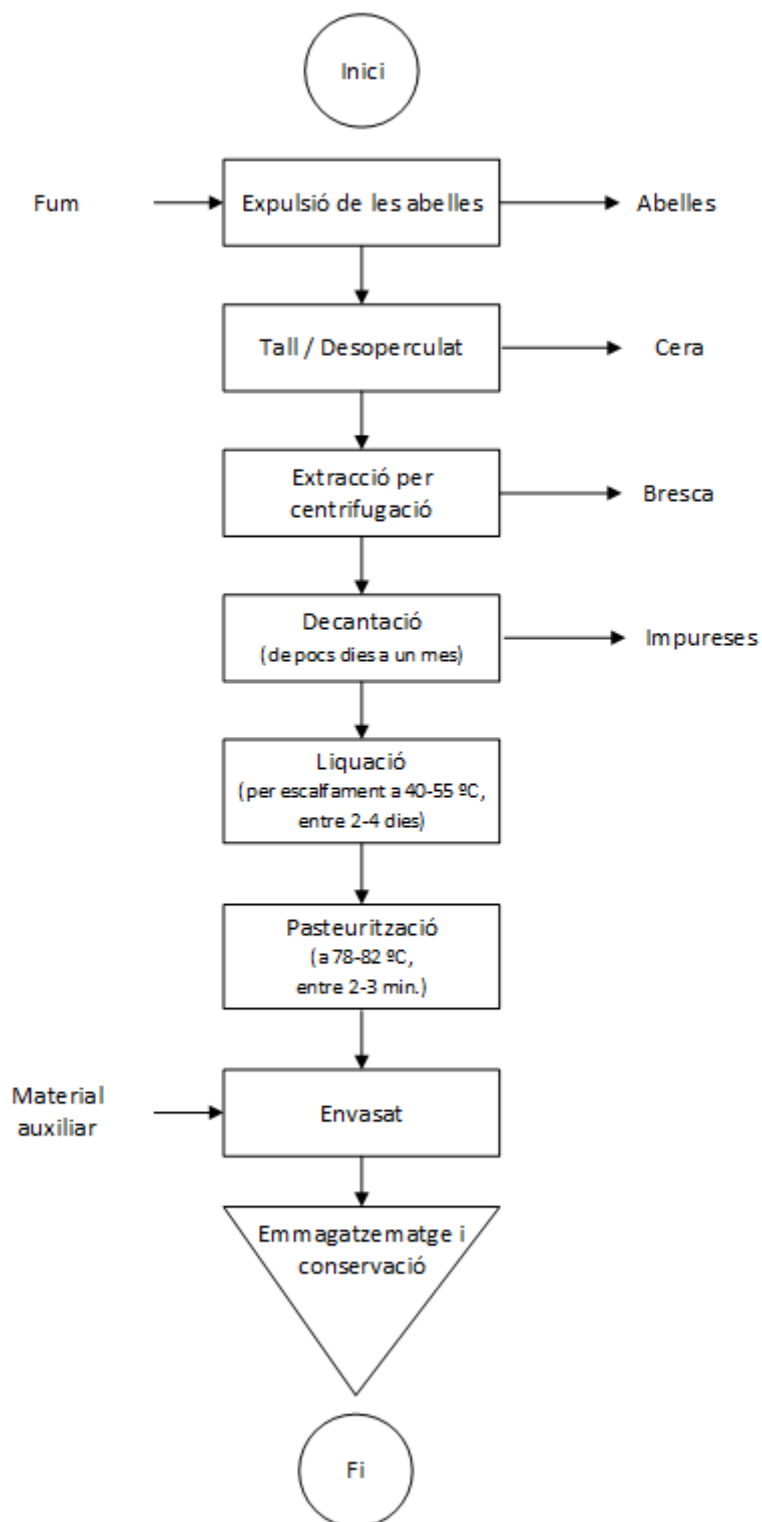 Inici
Fum
Expulsió de les abelles
Abelles
Tall / Desoperculat
Cera
Extracció per
centrifugació
Bresca
Decantació
(de pocs dies a un mes)
Impureses
Liquació
(per escalfament a 40-55 ºC,
entre 2-4 dies)
Pasteurització
(a 78-82 ºC,
entre 2-3 min.)
Material
auxiliar
Envasat
Emmagatzematge i
conservació
Fi